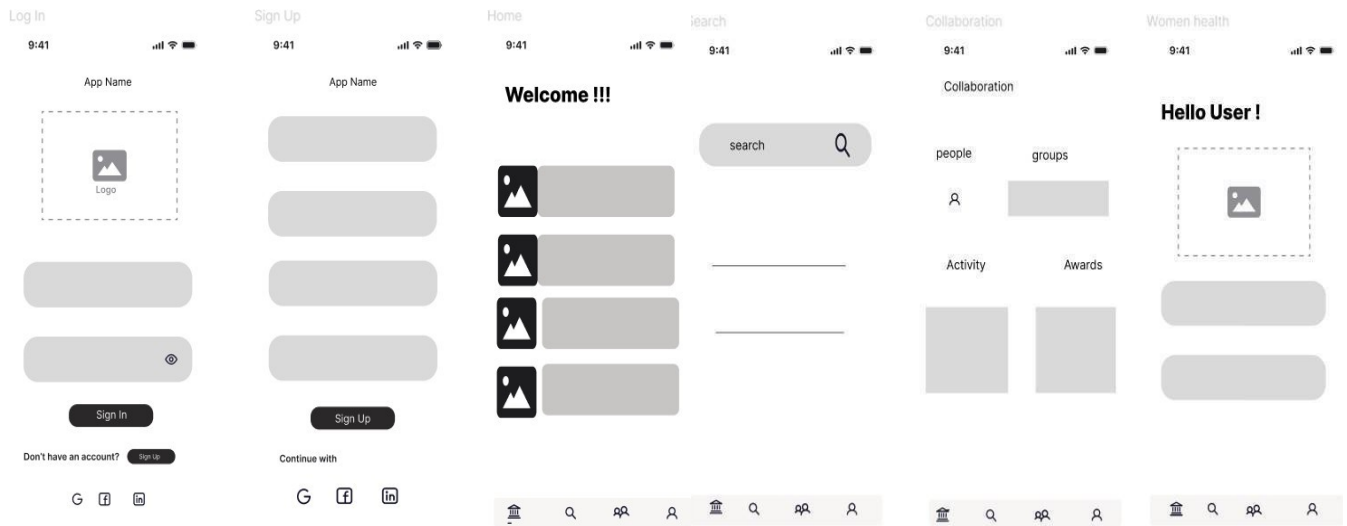 Log In
9:41
App Name
Logo
Sign In
Don't have an account? Sign Up
Sign Up
9:41
App Name
Sign Up
Continue with
Home
9:41
Welcome !!!
Search
9:41
search
Collaboration
9:41
Collaboration
people groups
Activity Awards
Women health
9:41
Hello User !